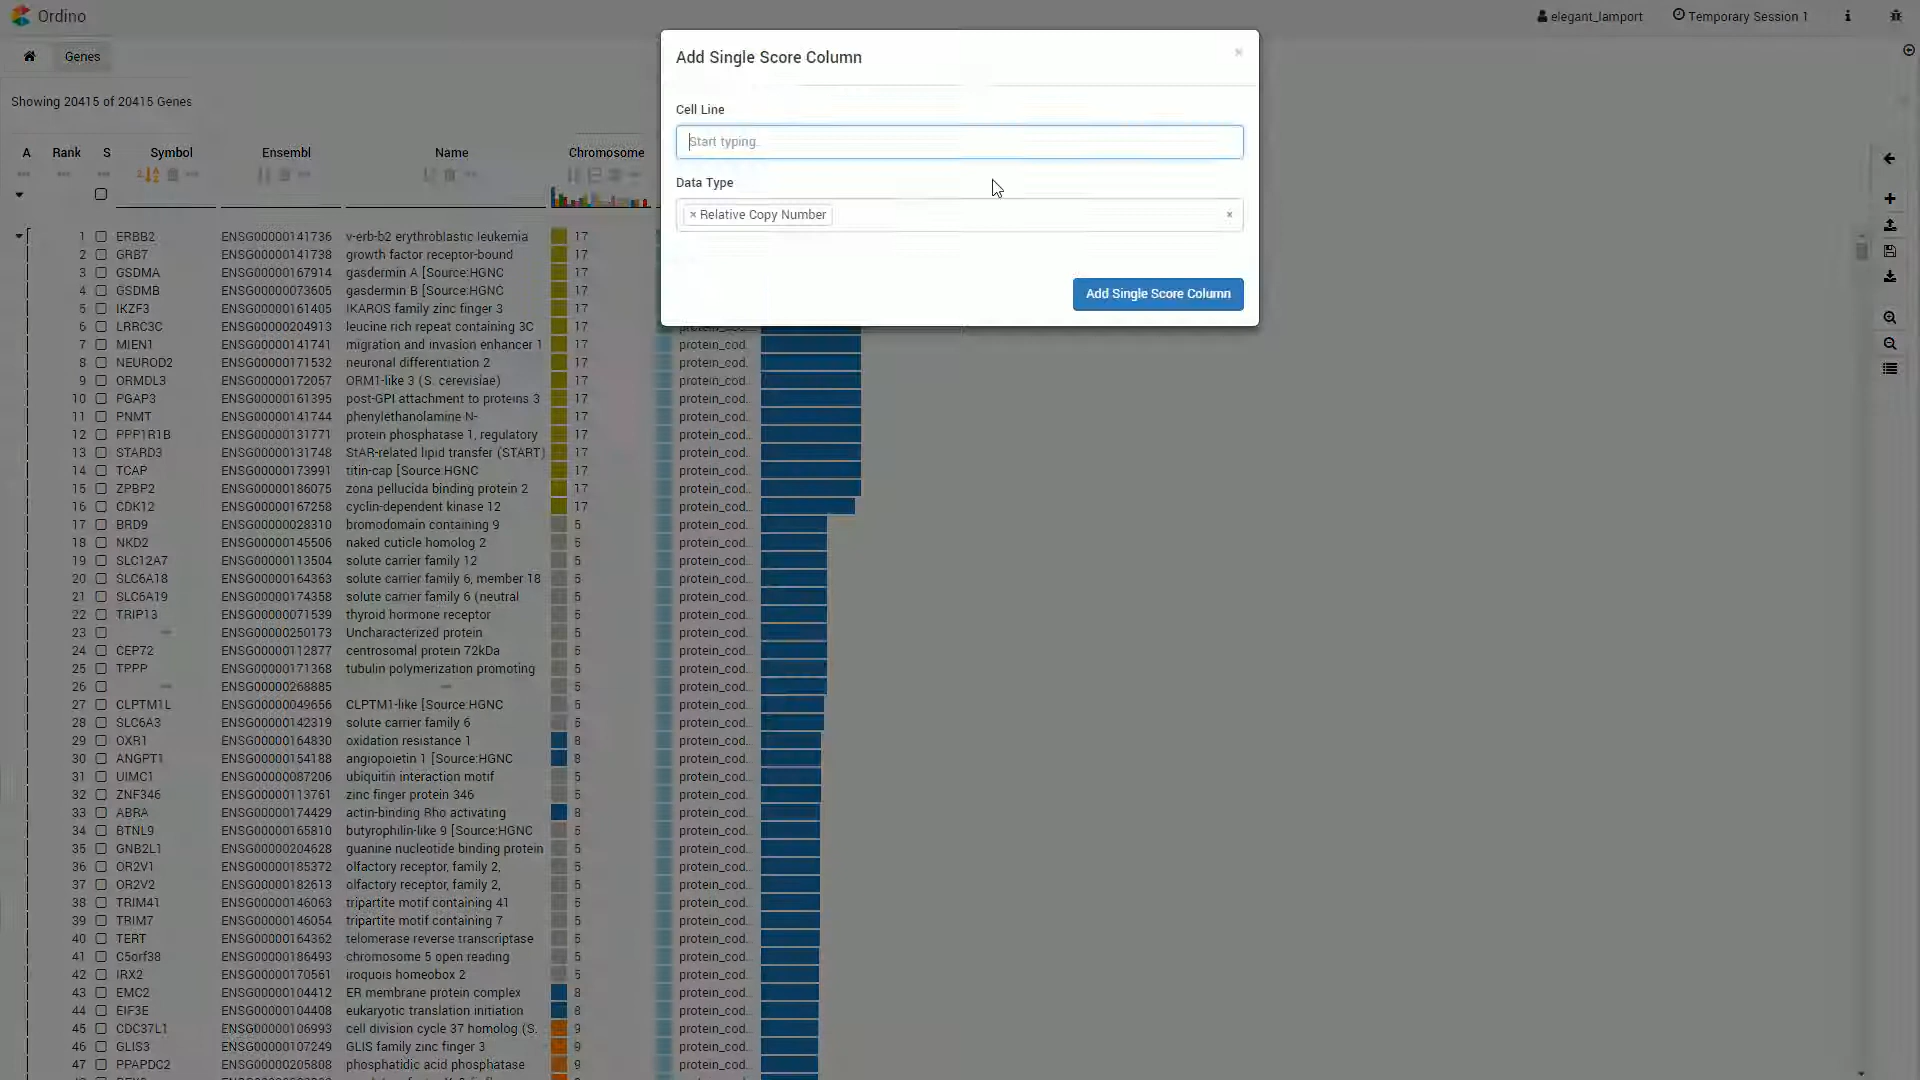 Ordino
elegant_lamport
Temporary Session 1
Genes
Showing 20415 of 20415 Genes
Add Single Score Column
×
Cell Line
Start typing.
Data Type
× Relative Copy Number
×
Add Single Score Column
A Rank S Symbol Ensembl Name Chromosome
1 ERBB2 ENSG00000141736 v-erb-b2 erythroblastic leukemia 17
2 GRB7 ENSG00000141738 growth factor receptor-bound 17
3 GSDMA ENSG00000167914 gasdermin A [Source:HGNC 17
4 GSDMB ENSG00000073605 gasdermin B [Source:HGNC 17
5 IKZF3 ENSG00000161405 IKAROS family zinc finger 3 17
6 LRRC3C ENSG00000204913 leucine rich repeat containing 3C 17
7 MIEN1 ENSG00000141741 migration and invasion enhancer 1 17 protein_cod..
8 NEUROD2 ENSG00000171532 neuronal differentiation 2 17 protein_cod..
9 ORMDL3 ENSG00000172057 ORM1-like 3 (S. cerevisiae) 17 protein_cod..
10 PGAP3 ENSG00000161395 post-GPI attachment to proteins 3 17 protein_cod..
11 PNMT ENSG00000141744 phenylethanolamine N- 17 protein_cod..
12 PPP1R1B ENSG00000131771 protein phosphatase 1, regulatory 17 protein_cod..
13 STARD3 ENSG00000131748 StAR-related lipid transfer (START) 17 protein_cod..
14 TCAP ENSG00000173991 titin-cap [Source:HGNC 17 protein_cod..
15 ZPBP2 ENSG00000186075 zona pellucida binding protein 2 17 protein_cod..
16 CDK12 ENSG00000167258 cyclin-dependent kinase 12 17 protein_cod..
17 BRD9 ENSG00000028310 bromodomain containing 9 5 protein_cod..
18 NKD2 ENSG00000145506 naked cuticle homolog 2 5 protein_cod..
19 SLC12A7 ENSG00000113504 solute carrier family 12 5 protein_cod..
20 SLC6A18 ENSG00000164363 solute carrier family 6, member 18 5 protein_cod..
21 SLC6A19 ENSG00000174358 solute carrier family 6 (neutral 5 protein_cod..
22 TRIP13 ENSG00000071539 thyroid hormone receptor 5 protein_cod..
23 — ENSG00000250173 Uncharacterized protein 5 protein_cod..
24 CEP72 ENSG00000112877 centrosomal protein 72kDa 5 protein_cod..
25 TPPP ENSG00000171368 tubulin polymerization promoting 5 protein_cod..
26 — ENSG00000268885 — 5 protein_cod..
27 CLPTM1L ENSG00000049656 CLPTM1-like [Source:HGNC 5 protein_cod..
28 SLC6A3 ENSG00000142319 solute carrier family 6 5 protein_cod..
29 OXR1 ENSG00000164830 oxidation resistance 1 8 protein_cod..
30 ANGPT1 ENSG00000154188 angiopoietin 1 [Source:HGNC 8 protein_cod..
31 UIMC1 ENSG00000087206 ubiquitin interaction motif 5 protein_cod..
32 ZNF346 ENSG00000113761 zinc finger protein 346 5 protein_cod..
33 ABRA ENSG00000174429 actin-binding Rho activating 8 protein_cod..
34 BTNL9 ENSG00000165810 butyrophilin-like 9 [Source:HGNC 5 protein_cod..
35 GNB2L1 ENSG00000204628 guanine nucleotide binding protein 5 protein_cod..
36 OR2V1 ENSG00000185372 olfactory receptor, family 2, 5 protein_cod..
37 OR2V2 ENSG00000182613 olfactory receptor, family 2, 5 protein_cod..
38 TRIM41 ENSG00000146063 tripartite motif containing 41 5 protein_cod..
39 TRIM7 ENSG00000146054 tripartite motif containing 7 5 protein_cod..
40 TERT ENSG00000164362 telomerase reverse transcriptase 5 protein_cod..
41 C5orf38 ENSG00000186493 chromosome 5 open reading 5 protein_cod..
42 IRX2 ENSG00000170561 iroquois homeobox 2 5 protein_cod..
43 EMC2 ENSG00000104412 ER membrane protein complex 8 protein_cod..
44 EIF3E ENSG00000104408 eukaryotic translation initiation 8 protein_cod..
45 CDC37L1 ENSG00000106993 cell division cycle 37 homolog (S. 9 protein_cod..
46 GLIS3 ENSG00000107249 GLIS family zinc finger 3 9 protein_cod..
47 PPAPDC2 ENSG00000205808 phosphatidic acid phosphatase 9 protein_cod..